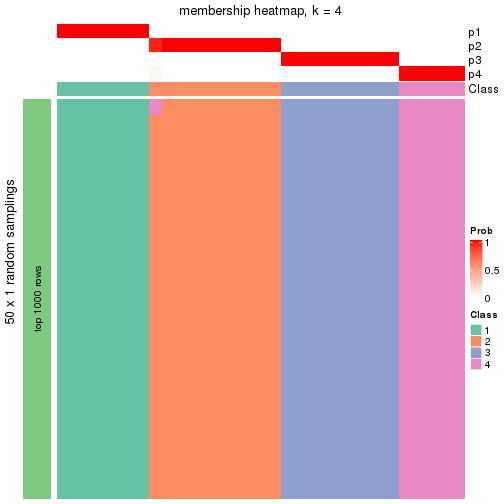 membership heatmap, k = 4
p1
p2
p3
p4
Class
50 x 1 random samplings
top 1000 rows
Prob
1
0.5
0
Class
1
2
3
4